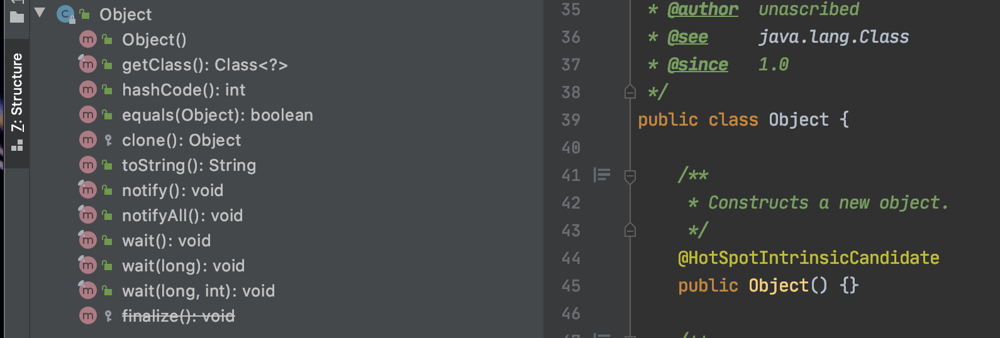 7: Structure
C Object
m Object()
m getClass(): Class<?>
m hashCode(): int
m equals(Object): boolean
m clone(): Object
m toString(): String
m notify(): void
m notifyAll(): void
m wait(): void
m wait(long): void
m wait(long, int): void
m finalize(): void
35 * @author unascribed
36 * @see java.lang.Class
37 * @since 1.0
38 */
39 public class Object {
40
41 /**
42 * Constructs a new object.
43 */
44 @HotSpotIntrinsicCandidate
45 public Object() {}
46
47 /**